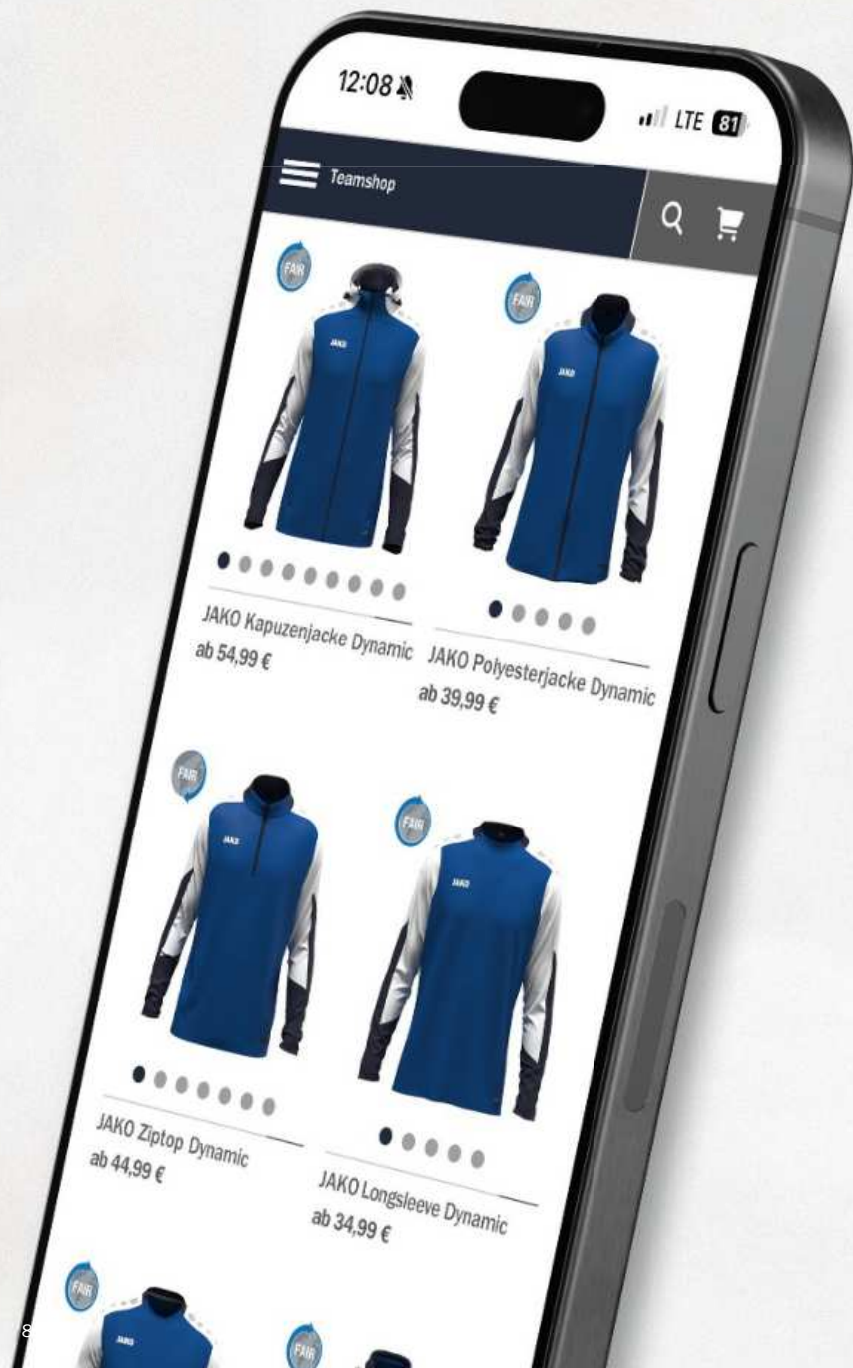 12:08
LTE 81
Teamshop
FAIR
FAIR
JAKO
JAKO
JAKO Kapuzenjacke Dynamic
ab 54,99 €
JAKO Polyesterjacke Dynamic
ab 39,99 €
FAIR
FAIR
JAKO
JAKO
JAKO Ziptop Dynamic
ab 44,99 €
JAKO Longsleeve Dynamic
ab 34,99 €
FAIR
JAKO
FAIR
8